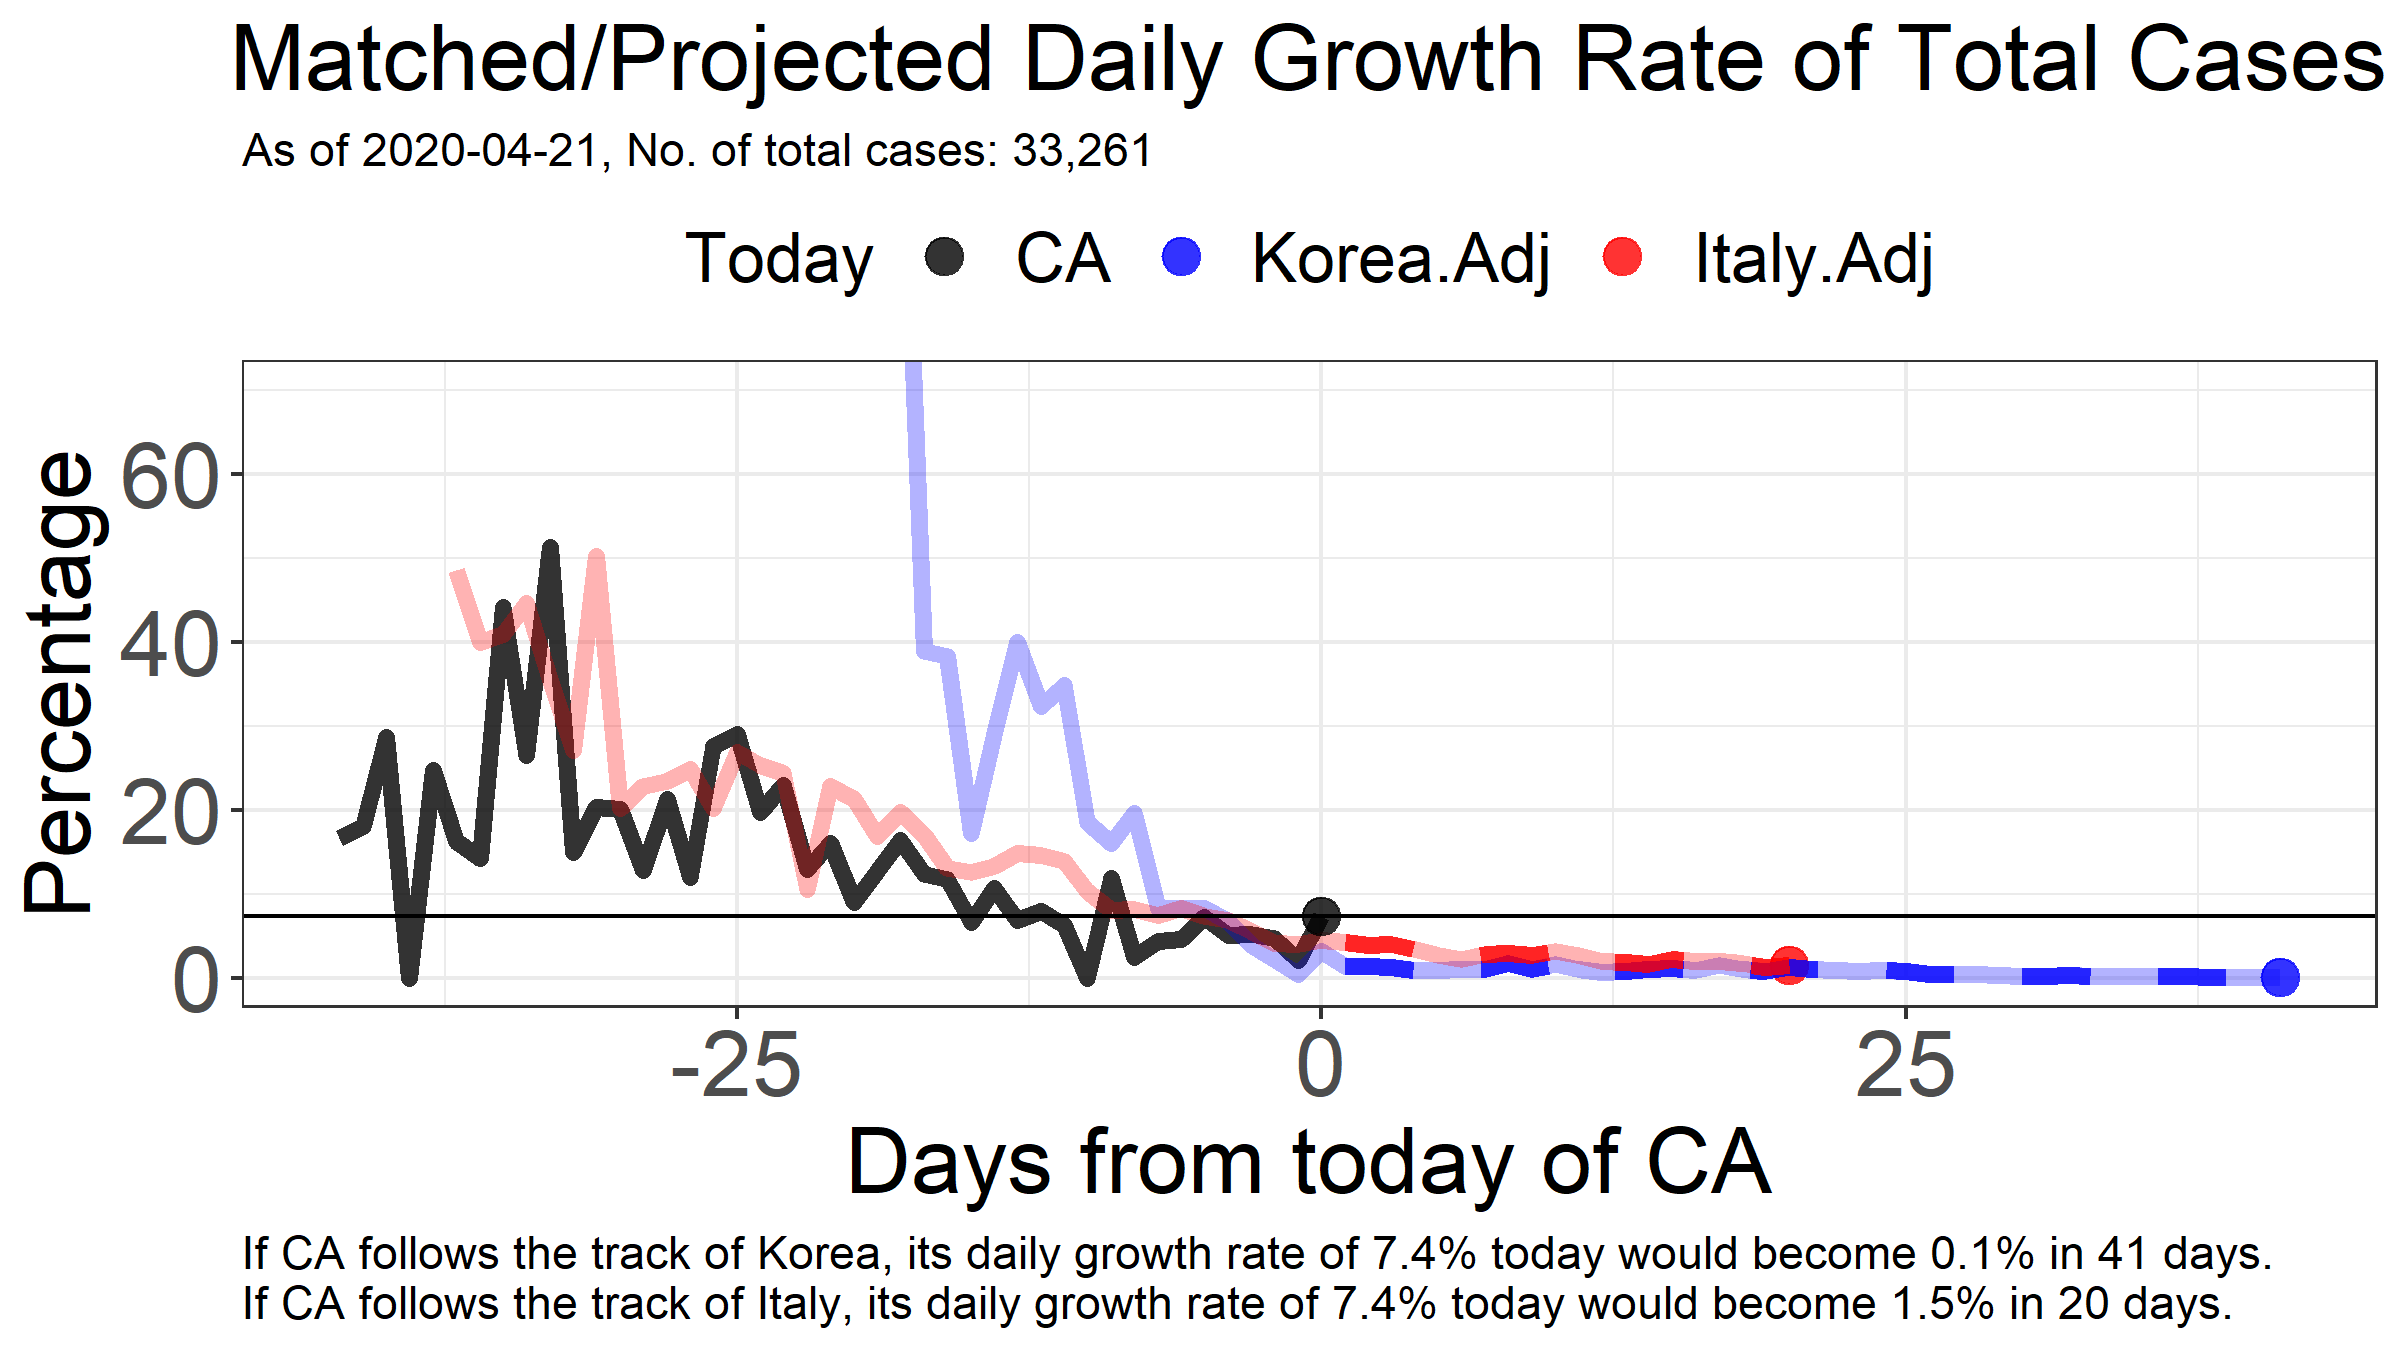 Matched/Projected Daily Growth Rate of Total Cases
As of 2020-04-21, No. of total cases: 33,261
Today CA Korea.Adj Italy.Adj
Percentage
60
40
20
0
-25 0 25
Days from today of CA
If CA follows the track of Korea, its daily growth rate of 7.4% today would become 0.1% in 41 days.
If CA follows the track of Italy, its daily growth rate of 7.4% today would become 1.5% in 20 days.